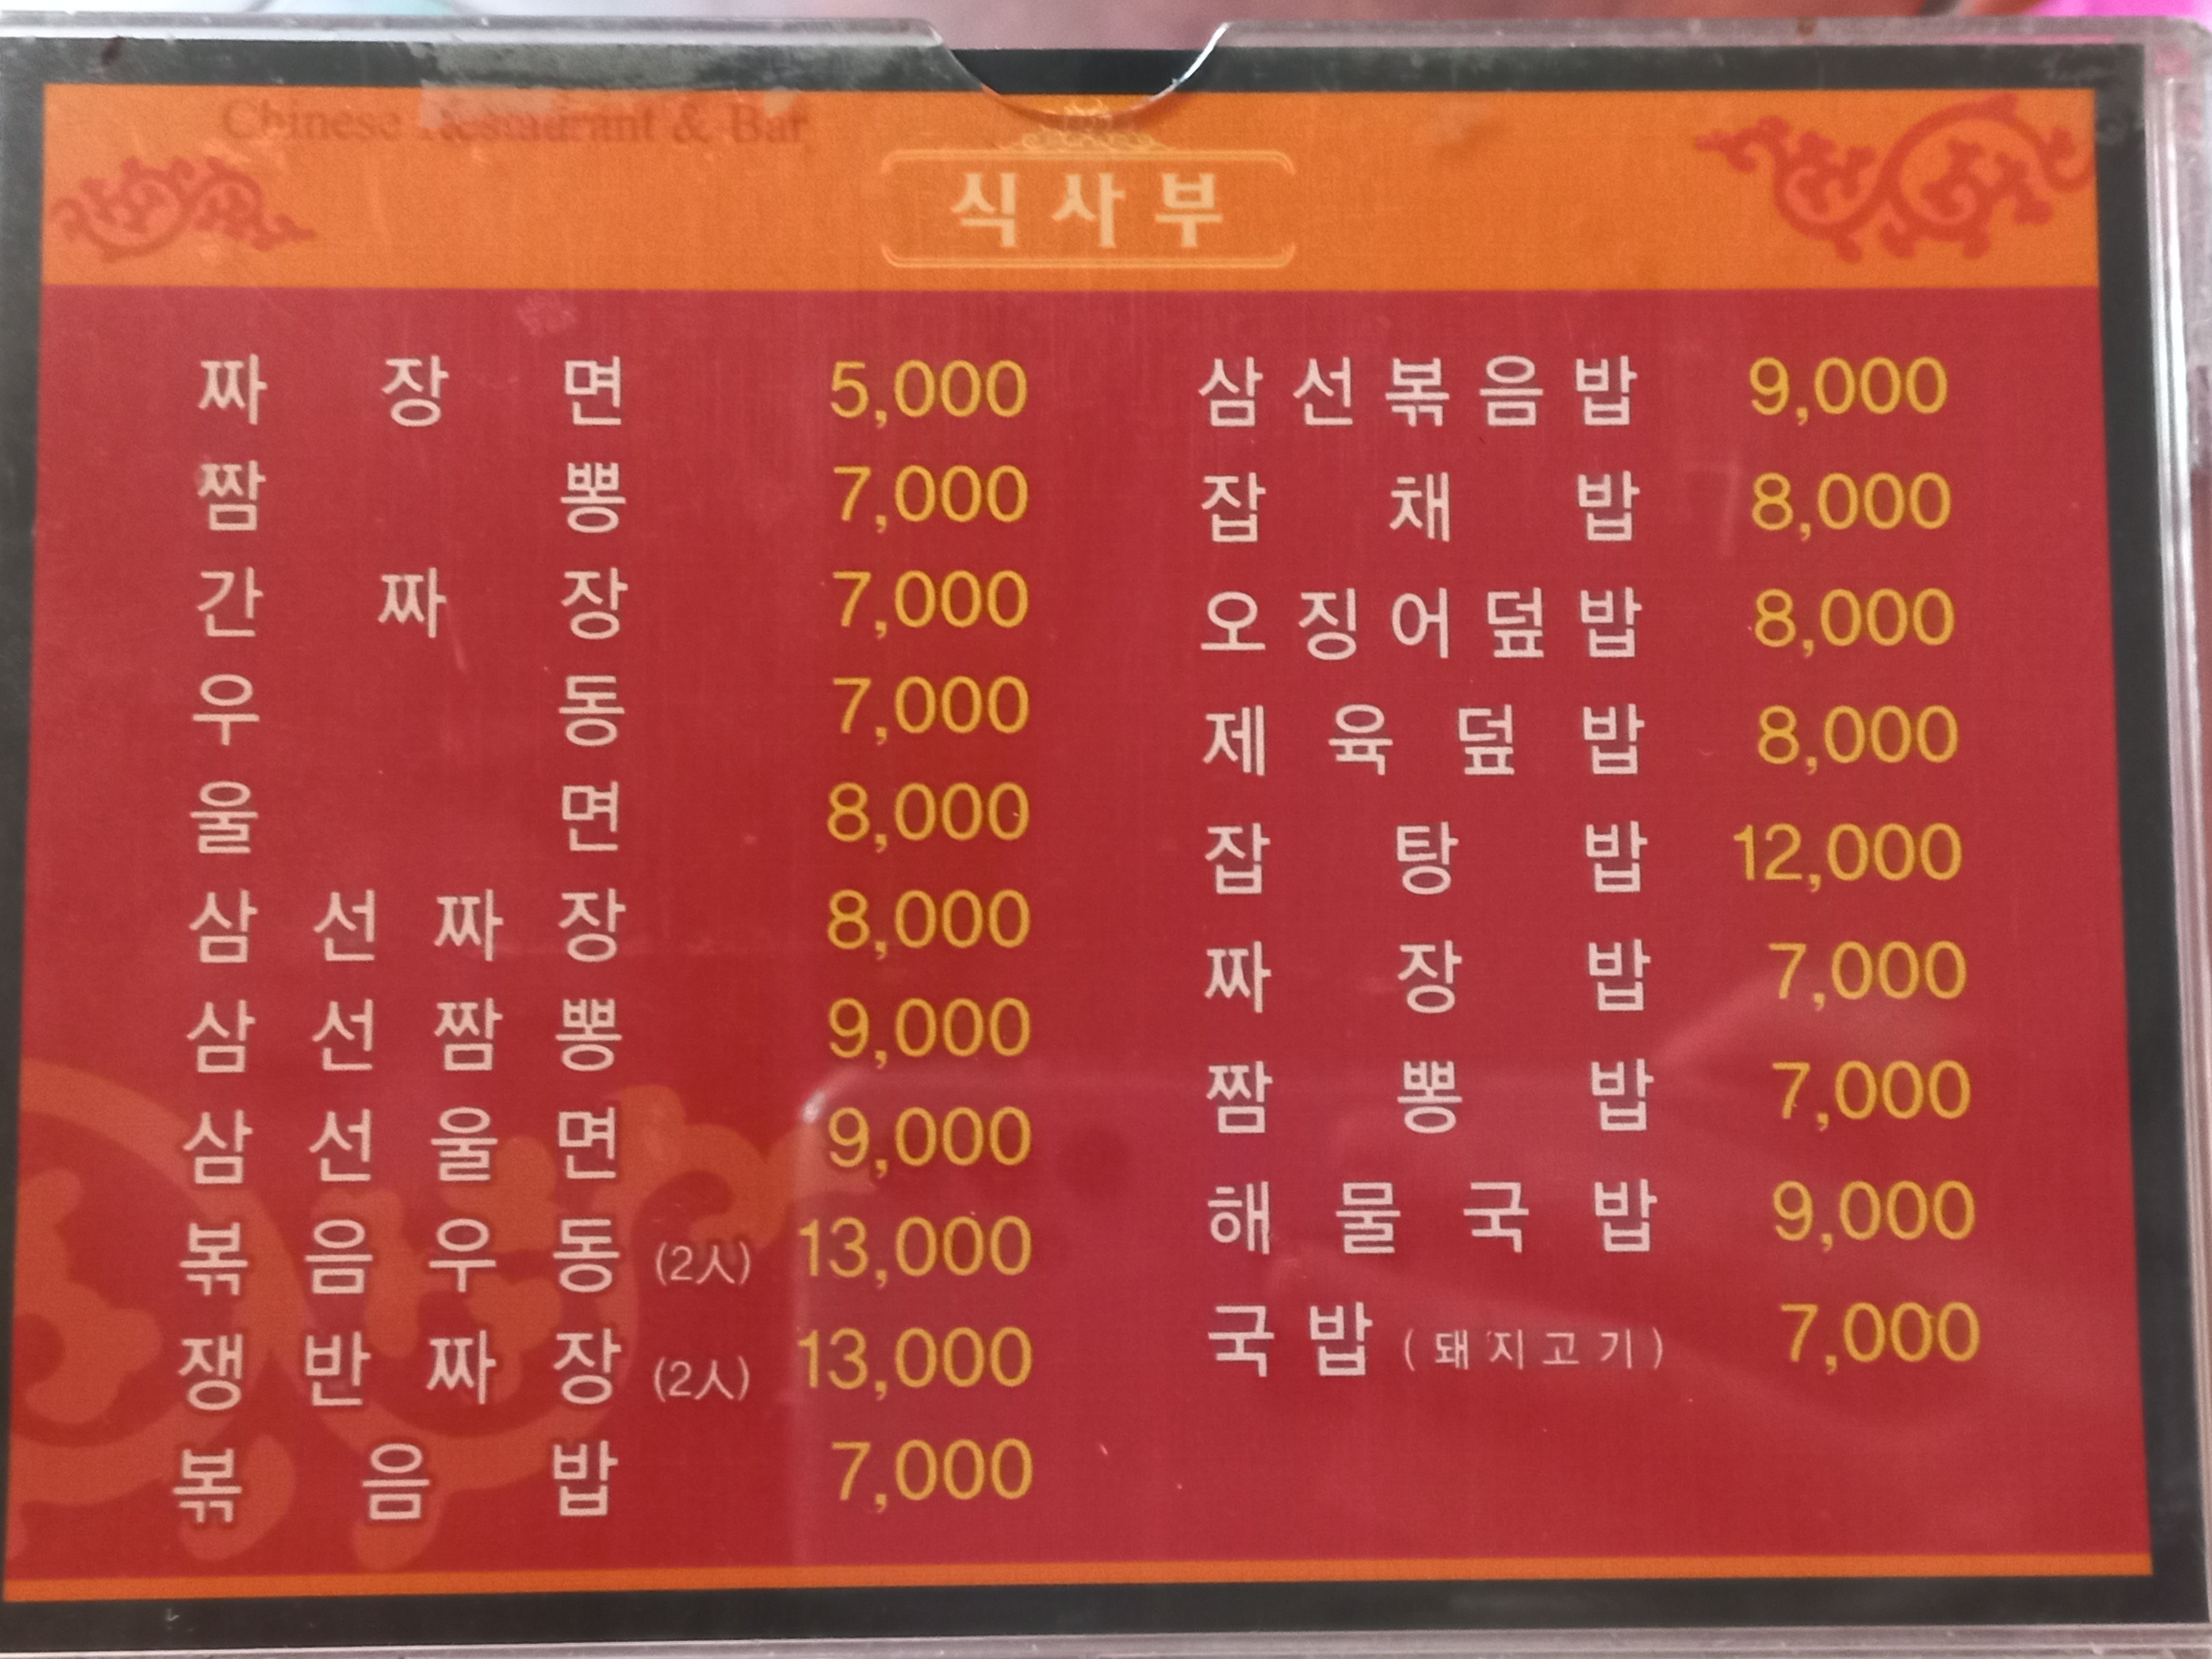 Chinese Restaurant & Bar
식사부
짜장면 5,000
짬뽕 7,000
간짜장 7,000
우동 7,000
울면 8,000
삼선짜장 8,000
삼선짬뽕 9,000
삼선울면 9,000
볶음우동 (2人) 13,000
쟁반짜장 (2人) 13,000
볶음밥 7,000
삼선볶음밥 9,000
잡채밥 8,000
오징어덮밥 8,000
제육덮밥 8,000
잡탕밥 12,000
짜장밥 7,000
짬뽕밥 7,000
해물국밥 9,000
국밥 (돼지고기) 7,000